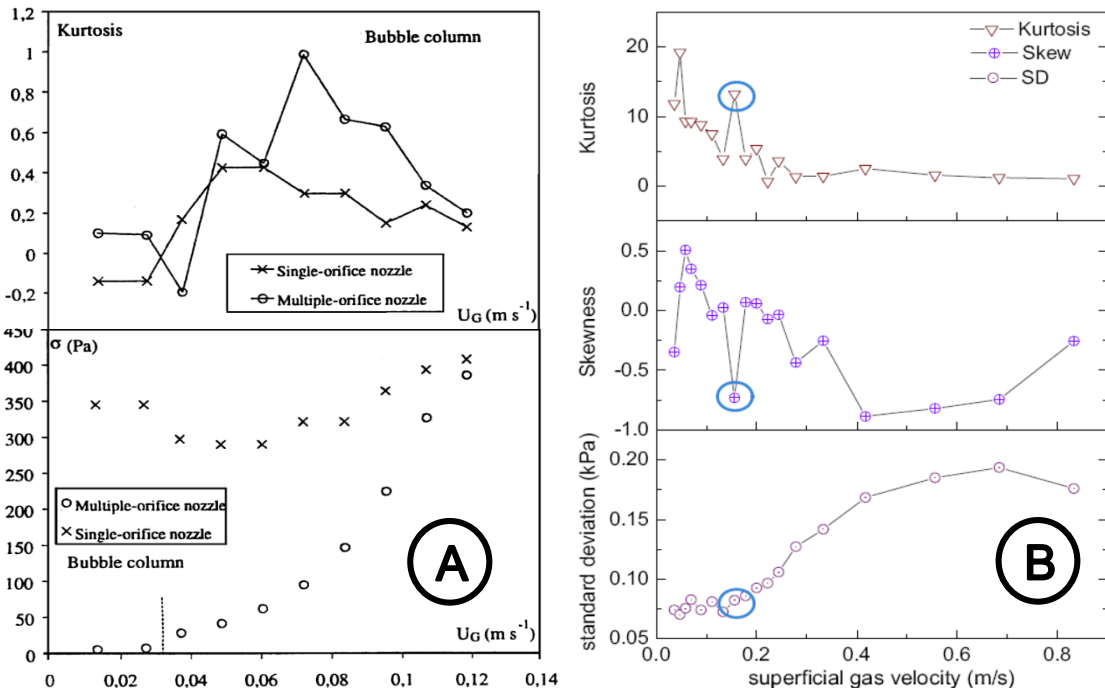 1,2
1
0,8
0,6
0,4
0,2
0
-0,2
Kurtosis
Bubble column
Single-orifice nozzle
Multiple-orifice nozzle
U_G (m s⁻¹)
450
400
350
300
250
200
150
100
50
0
σ (Pa)
Multiple-orifice nozzle
Single-orifice nozzle
Bubble column
A
U_G (m s⁻¹)
0 0,02 0,04 0,06 0,08 0,1 0,12 0,14
Kurtosis
20
10
0
Kurtosis
Skew
SD
Skewness
0.5
0.0
-0.5
-1.0
standard deviation (kPa)
0.20
0.15
0.10
0.05
B
0.0 0.2 0.4 0.6 0.8
superficial gas velocity (m/s)